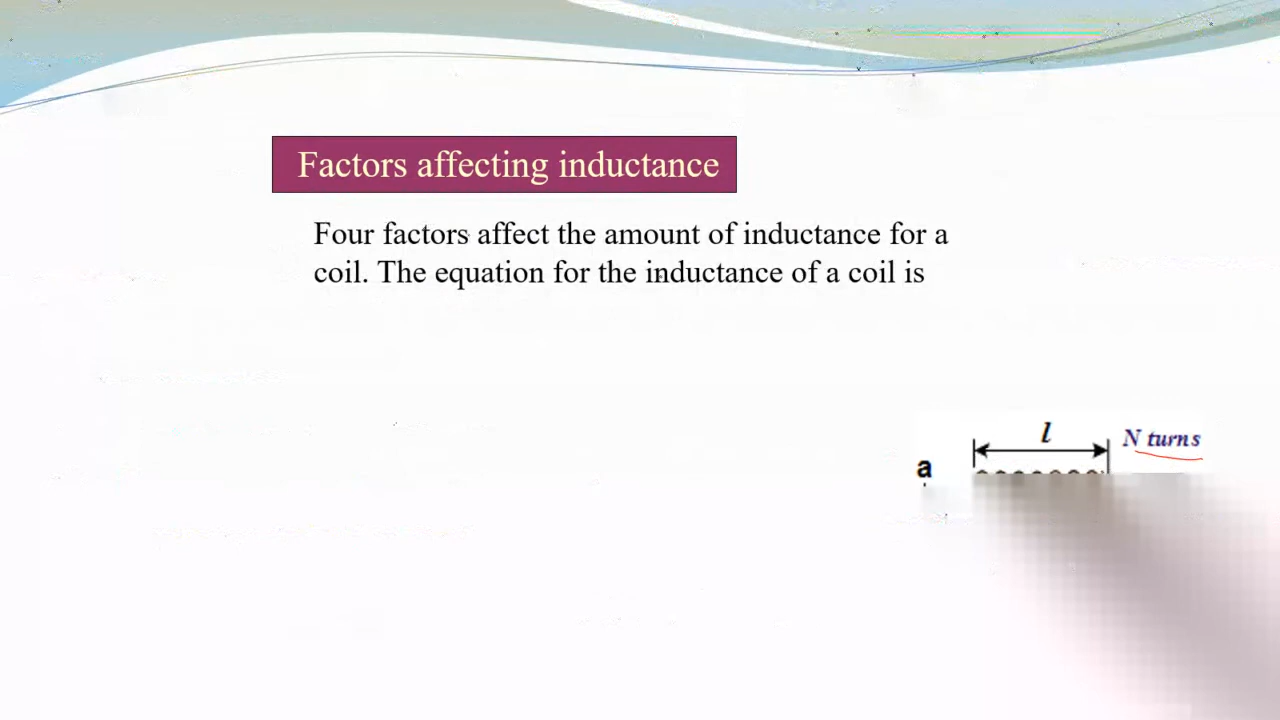 Factors affecting inductance
Four factors affect the amount of inductance for a
coil. The equation for the inductance of a coil is
l
N turns
a